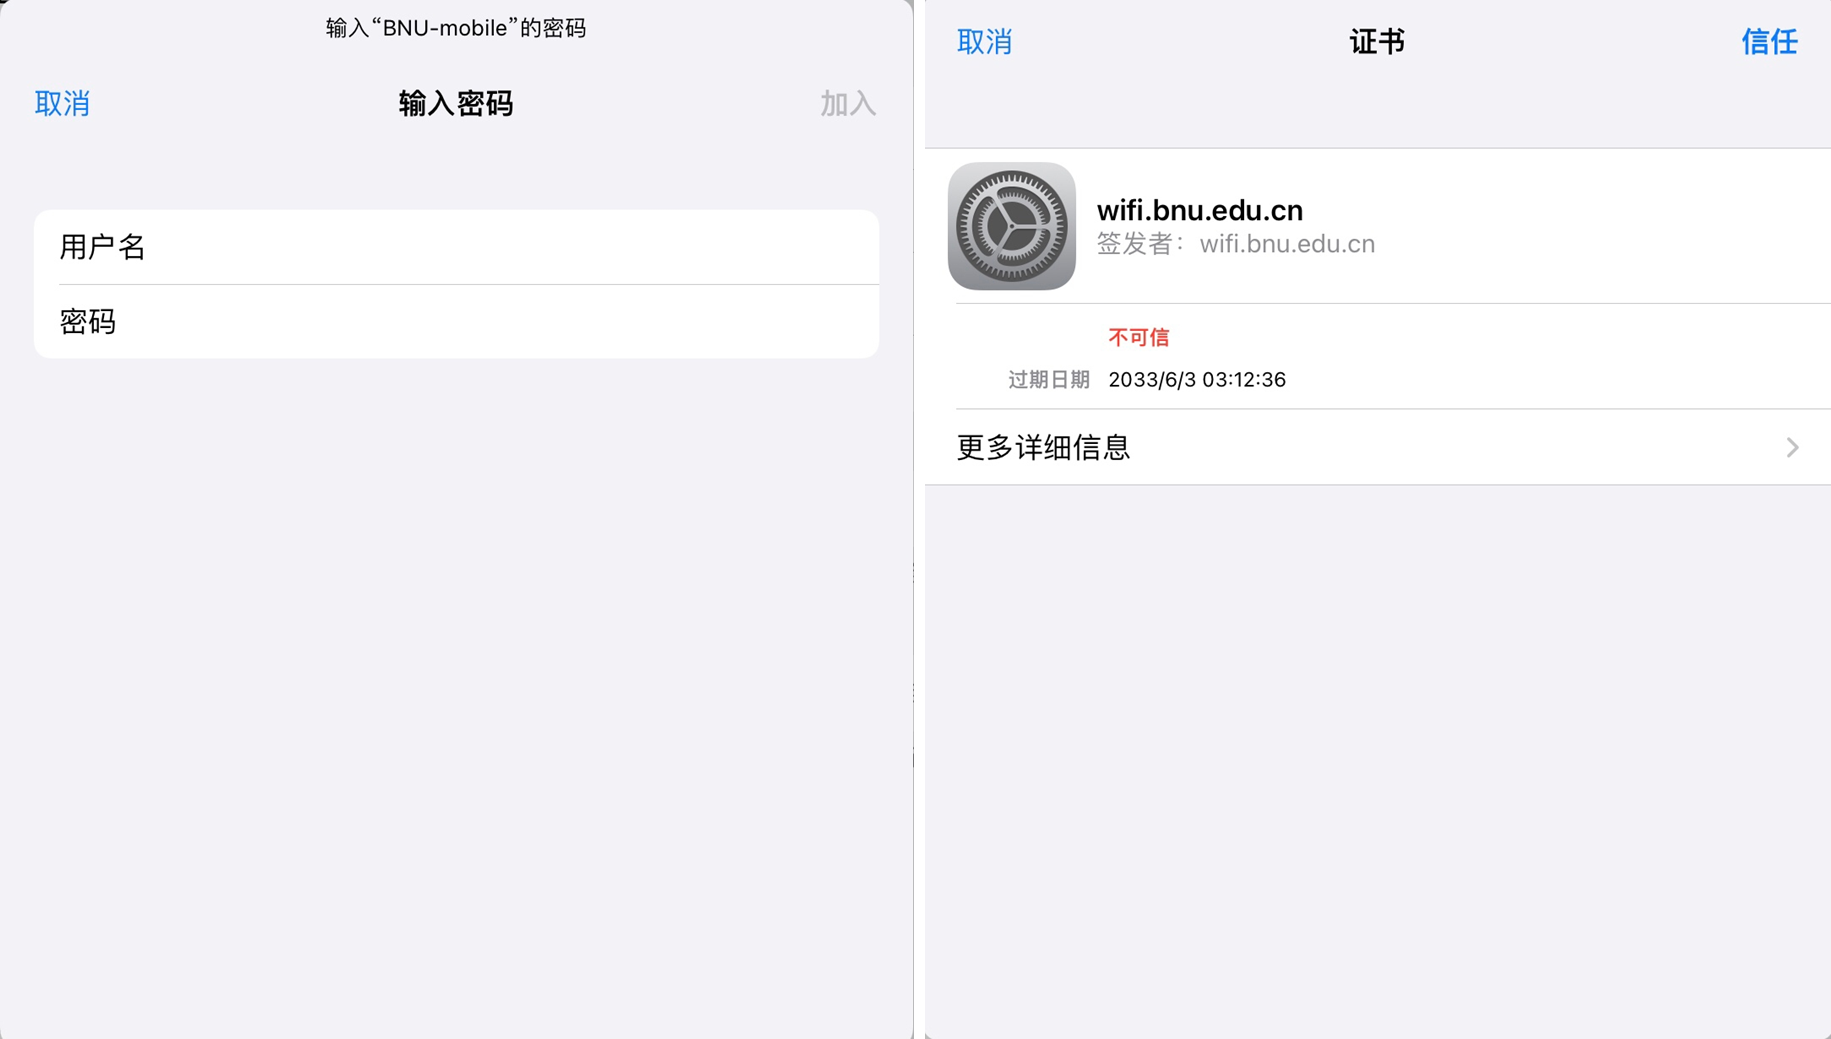 输入“BNU-mobile”的密码
取消 输入密码 加入
用户名
密码
取消 证书 信任
wifi.bnu.edu.cn
签发者：wifi.bnu.edu.cn
不可信
过期日期 2033/6/3 03:12:36
更多详细信息